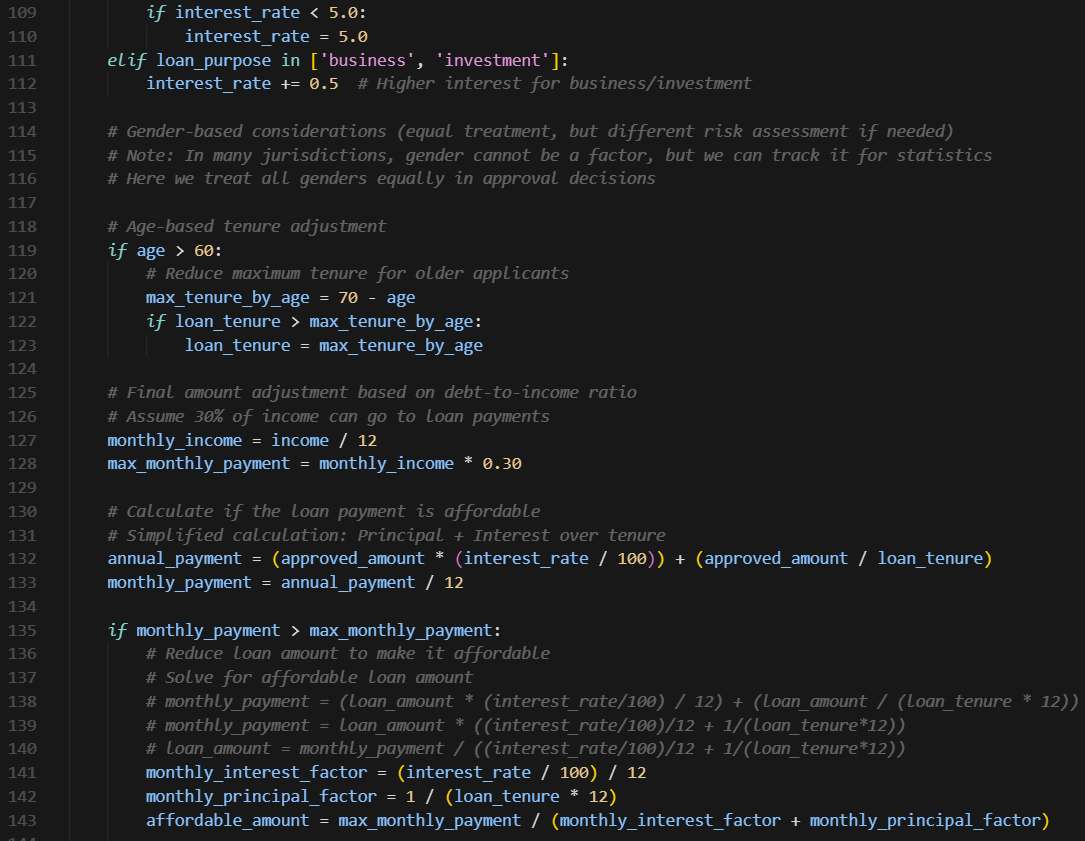 109 if interest_rate < 5.0:
110 interest_rate = 5.0
111 elif loan_purpose in ['business', 'investment']:
112 interest_rate += 0.5  # Higher interest for business/investment
113
114 # Gender-based considerations (equal treatment, but different risk assessment if needed)
115 # Note: In many jurisdictions, gender cannot be a factor, but we can track it for statistics
116 # Here we treat all genders equally in approval decisions
117
118 # Age-based tenure adjustment
119 if age > 60:
120 # Reduce maximum tenure for older applicants
121 max_tenure_by_age = 70 - age
122 if loan_tenure > max_tenure_by_age:
123 loan_tenure = max_tenure_by_age
124
125 # Final amount adjustment based on debt-to-income ratio
126 # Assume 30% of income can go to loan payments
127 monthly_income = income / 12
128 max_monthly_payment = monthly_income * 0.30
129
130 # Calculate if the loan payment is affordable
131 # Simplified calculation: Principal + Interest over tenure
132 annual_payment = (approved_amount * (interest_rate / 100)) + (approved_amount / loan_tenure)
133 monthly_payment = annual_payment / 12
134
135 if monthly_payment > max_monthly_payment:
136 # Reduce loan amount to make it affordable
137 # Solve for affordable loan amount
138 # monthly_payment = (loan_amount * (interest_rate/100) / 12) + (loan_amount / (loan_tenure * 12))
139 # monthly_payment = loan_amount * ((interest_rate/100)/12 + 1/(loan_tenure*12))
140 # loan_amount = monthly_payment / ((interest_rate/100)/12 + 1/(loan_tenure*12))
141 monthly_interest_factor = (interest_rate / 100) / 12
142 monthly_principal_factor = 1 / (loan_tenure * 12)
143 affordable_amount = max_monthly_payment / (monthly_interest_factor + monthly_principal_factor)